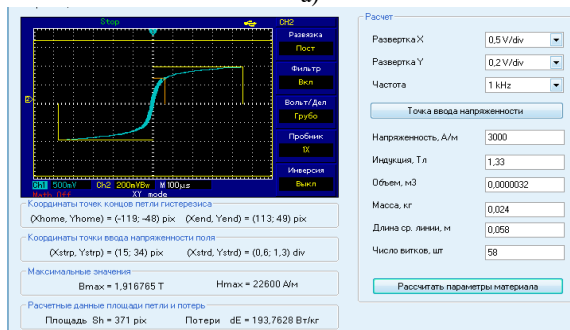 а)
Stop
CH2
Развязка
Пост
Фильтр
Вкл
Вольт/Дел
Грубо
Пробник
1X
Инверсия
Выкл
CH1 500mV Ch2 200mVBw M 100µs
Math Off XY mode
Координаты точек концов петли гистерезиса
(Xhome, Yhome) = (-119; -48) pix (Xend, Yend) = (113; 49) pix
Координаты точки ввода напряженности поля
(Xstrp, Ystrp) = (15; 34) pix (Xstrd, Ystrd) = (0,6; 1,3) div
Максимальные значения
Bmax = 1,916765 T Hmax = 22600 А/м
Расчетные данные площади петли и потерь
Площадь Sh = 371 pix Потери dE = 193,7628 Вт/кг
Расчет
Развертка X 0,5 V/div
Развертка Y 0,2 V/div
Частота 1 kHz
Точка ввода напряженности
Напряженность, А/м 3000
Индукция, Тл 1,33
Объем, м3 0,0000032
Масса, кг 0,024
Длина ср. линии, м 0,058
Число витков, шт 58
Рассчитать параметры материала